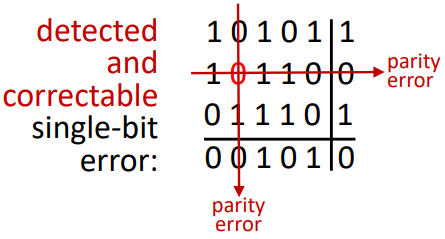 detected
and
correctable
single-bit
error:
1 0 1 0 1 1
1 0 1 1 0 0
0 1 1 1 0 1
0 0 1 0 1 0
parity
error
parity
error